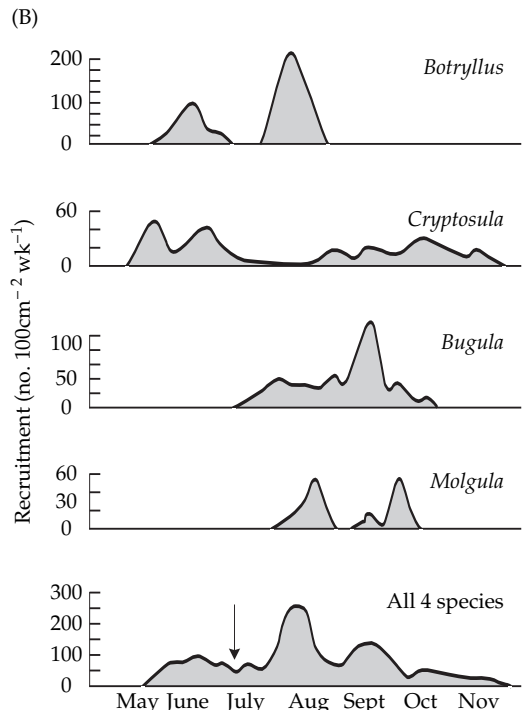 (B)
Recruitment (no. 100cm⁻² wk⁻¹)
Botryllus
200
100
0
Cryptosula
60
0
Bugula
100
50
0
Molgula
60
30
0
All 4 species
300
200
100
0
May June July Aug Sept Oct Nov